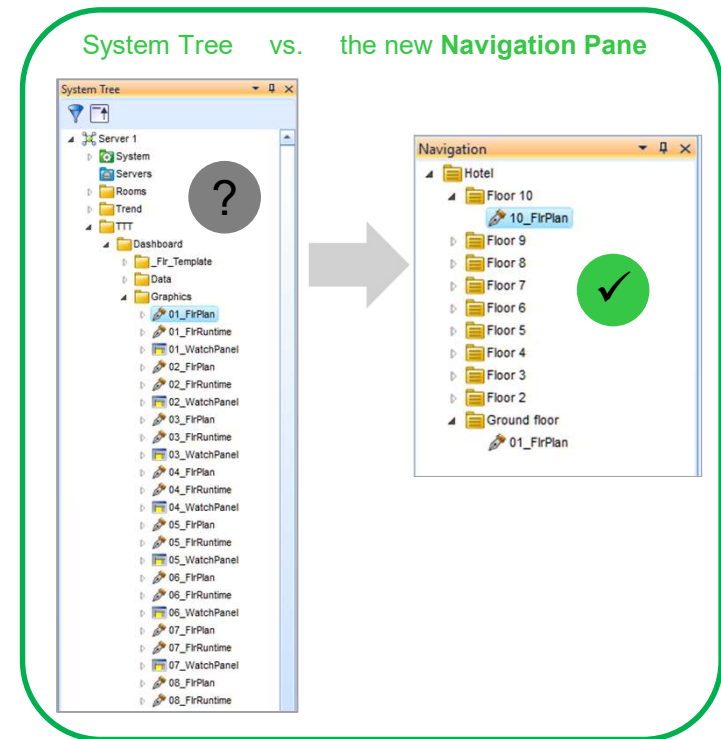 System Tree vs. the new Navigation Pane
System Tree
Server 1
System
Servers
Rooms
Trend
TTT
Dashboard
_Flr_Template
Data
Graphics
01_FlrPlan
01_FlrRuntime
01_WatchPanel
02_FlrPlan
02_FlrRuntime
02_WatchPanel
03_FlrPlan
03_FlrRuntime
03_WatchPanel
04_FlrPlan
04_FlrRuntime
04_WatchPanel
05_FlrPlan
05_FlrRuntime
05_WatchPanel
06_FlrPlan
06_FlrRuntime
06_WatchPanel
07_FlrPlan
07_FlrRuntime
07_WatchPanel
08_FlrPlan
08_FlrRuntime
?
Navigation
Hotel
Floor 10
10_FlrPlan
Floor 9
Floor 8
Floor 7
Floor 6
Floor 5
Floor 4
Floor 3
Floor 2
Ground floor
01_FlrPlan